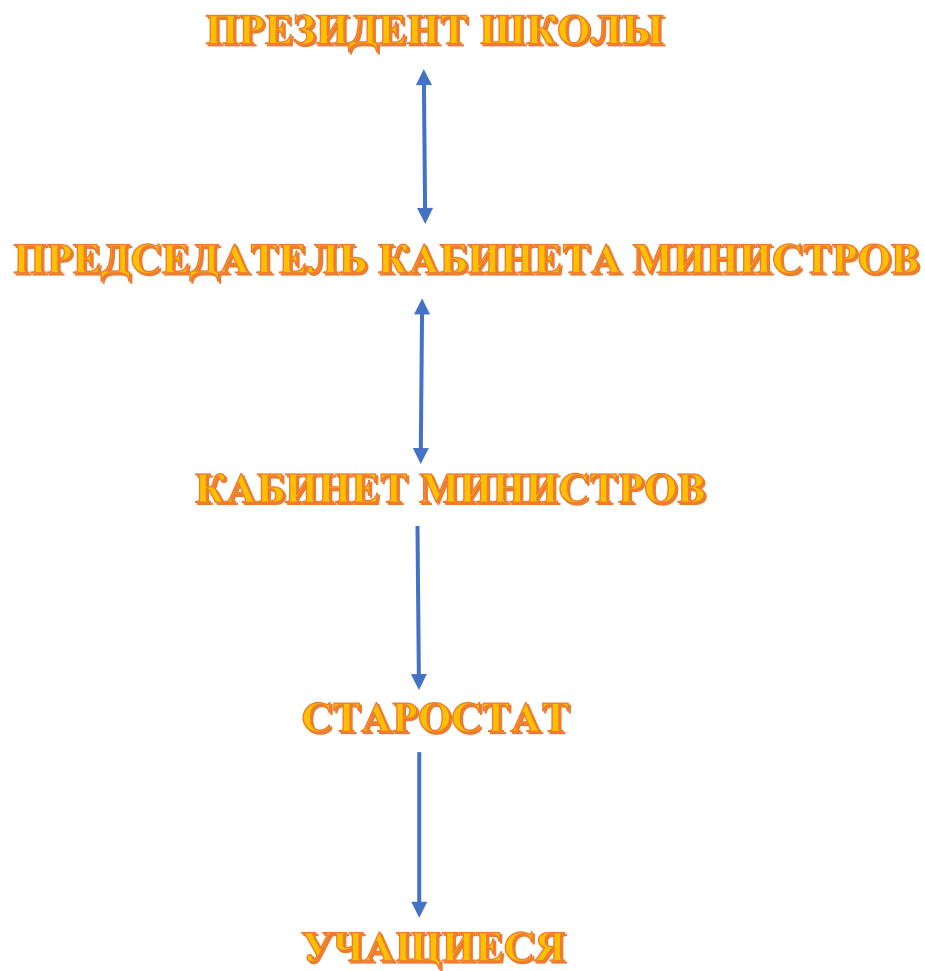 ПРЕЗИДЕНТ ШКОЛЫ
ПРЕДСЕДАТЕЛЬ КАБИНЕТА МИНИСТРОВ
КАБИНЕТ МИНИСТРОВ
СТАРОСТАТ
УЧАЩИЕСЯ